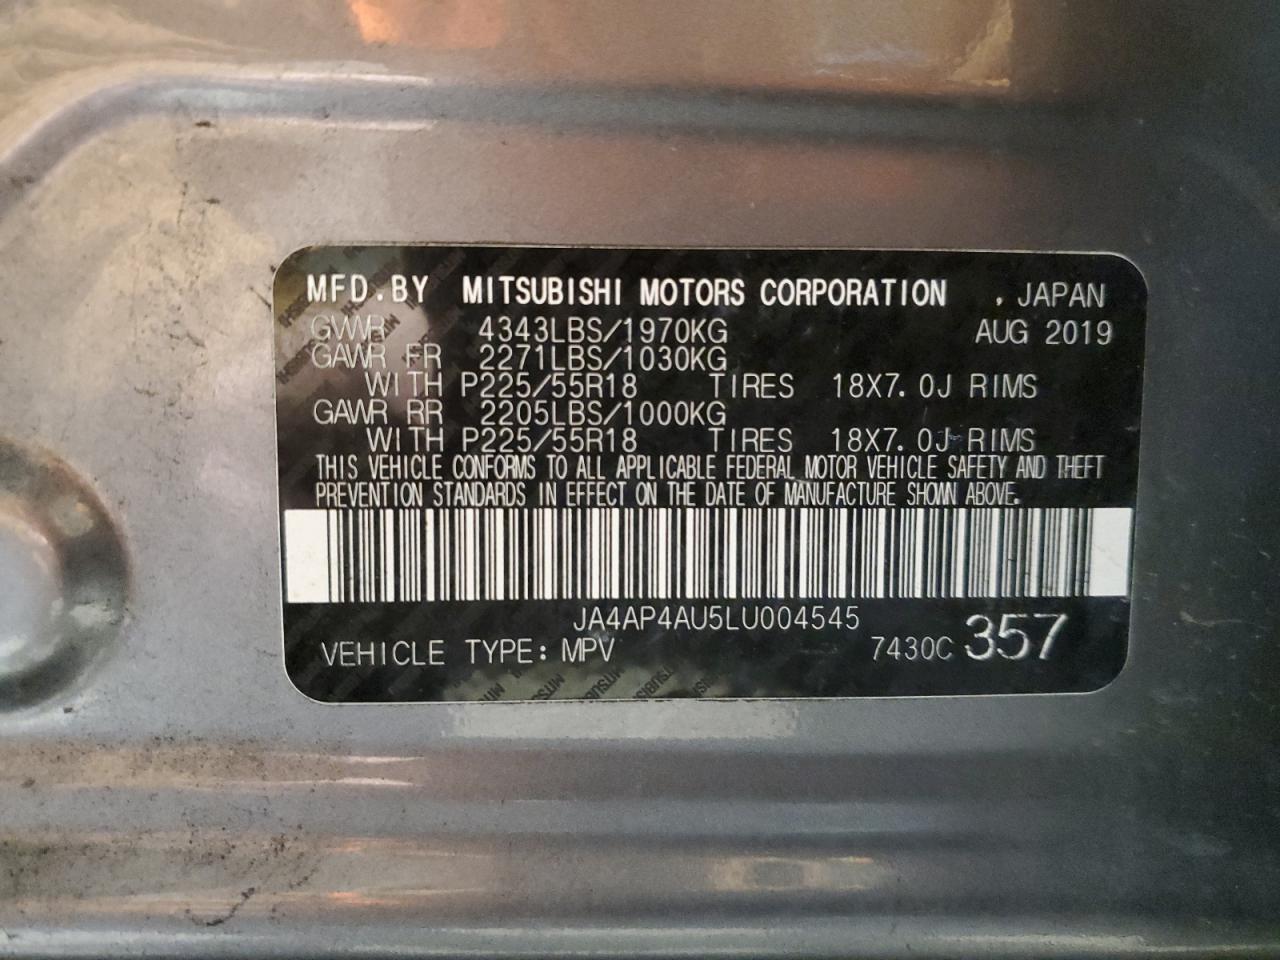 MFD.BY MITSUBISHI MOTORS CORPORATION , JAPAN
GVWR 4343LBS/1970KG AUG 2019
GAWR FR 2271LBS/1030KG
WITH P225/55R18 TIRES 18X7.0J RIMS
GAWR RR 2205LBS/1000KG
WITH P225/55R18 TIRES 18X7.0J RIMS
THIS VEHICLE CONFORMS TO ALL APPLICABLE FEDERAL MOTOR VEHICLE SAFETY AND THEFT
PREVENTION STANDARDS IN EFFECT ON THE DATE OF MANUFACTURE SHOWN ABOVE.
JA4AP4AU5LU004545
VEHICLE TYPE: MPV 7430C 357